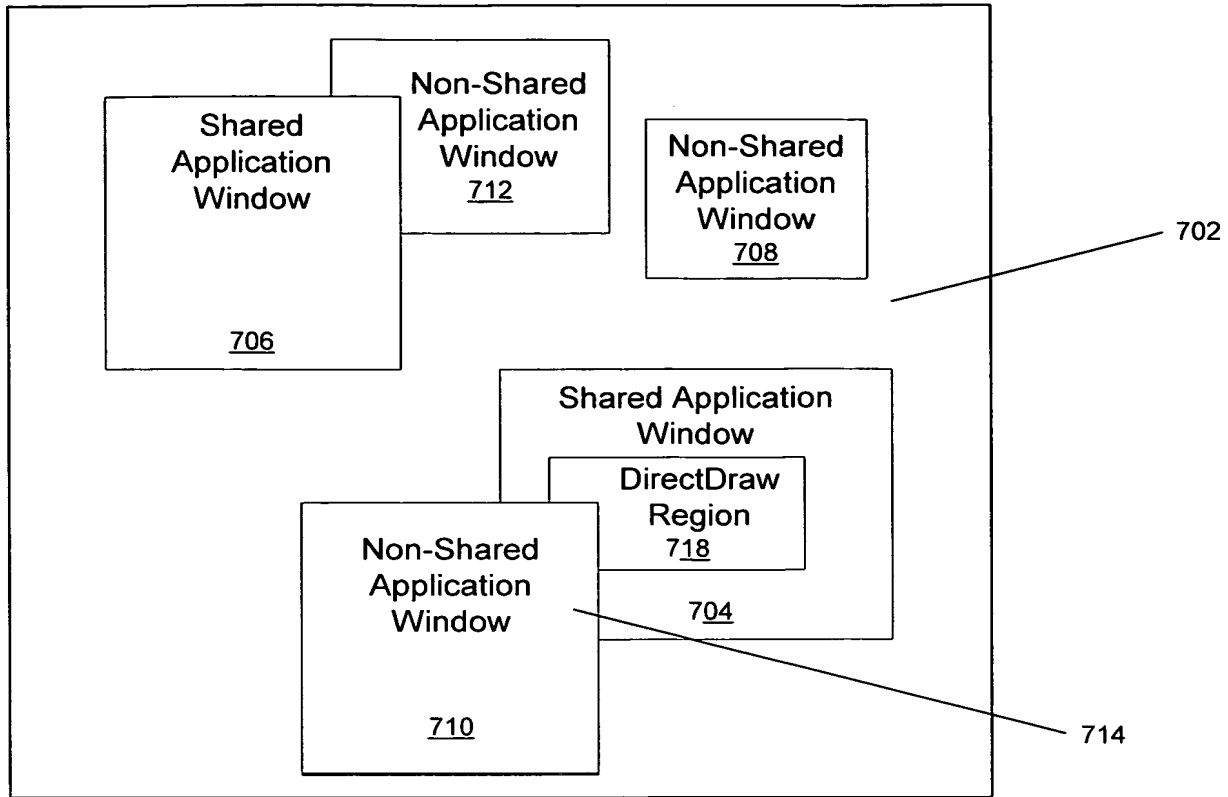 Shared
Application
Window
706
Non-Shared
Application
Window
712
Non-Shared
Application
Window
708
702
Shared Application
Window
DirectDraw
Region
718
704
Non-Shared
Application
Window
710
714